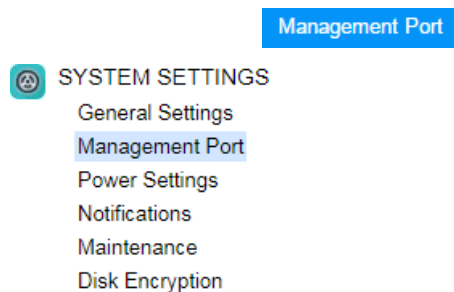 Management Port
SYSTEM SETTINGS
General Settings
Management Port
Power Settings
Notifications
Maintenance
Disk Encryption